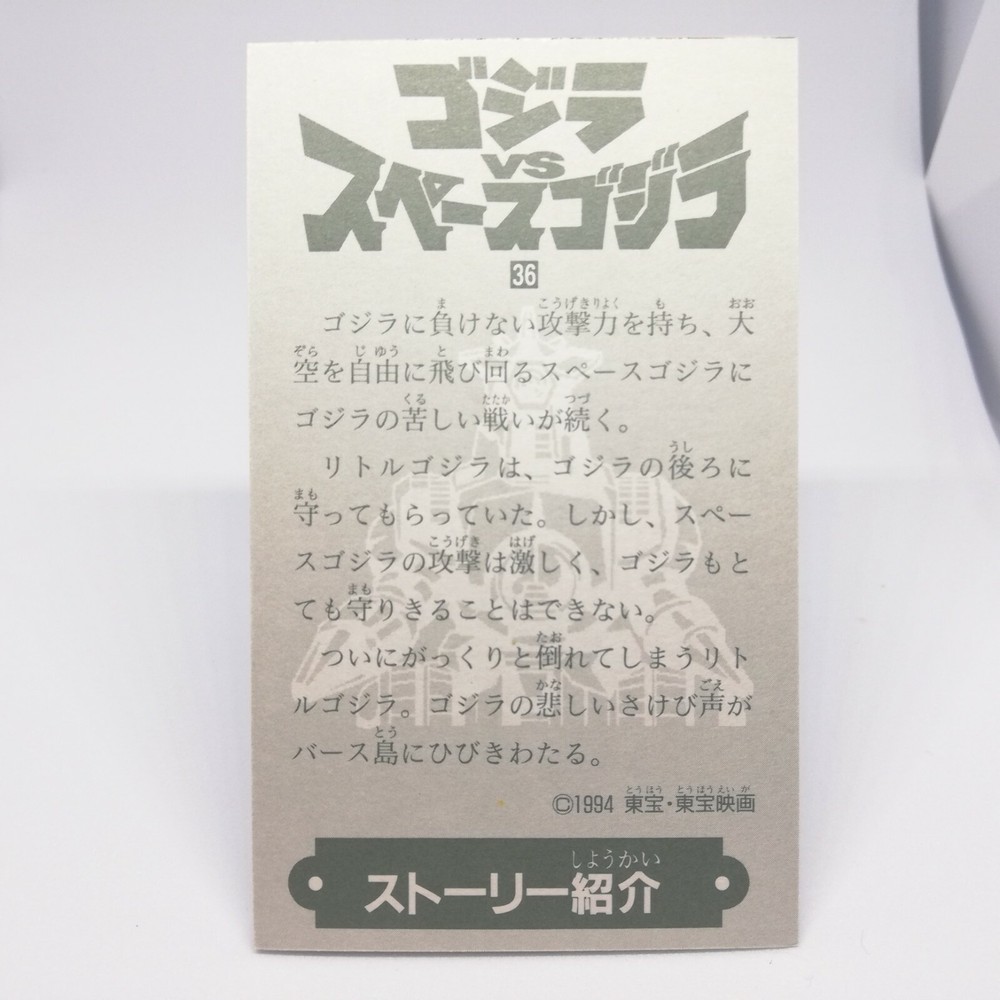 ゴジラ
VS
スペースゴジラ
36
ゴジラに負けない攻撃力を持ち、大
空を自由に飛び回るスペースゴジラに
ゴジラの苦しい戦いが続く。
リトルゴジラは、ゴジラの後ろに
守ってもらっていた。しかし、スペー
スゴジラの攻撃は激しく、ゴジラもと
ても守りきることはできない。
ついにがっくりと倒れてしまうリト
ルゴジラ。ゴジラの悲しいさけび声が
バース島にひびきわたる。
©1994 東宝・東宝映画
ストーリー紹介